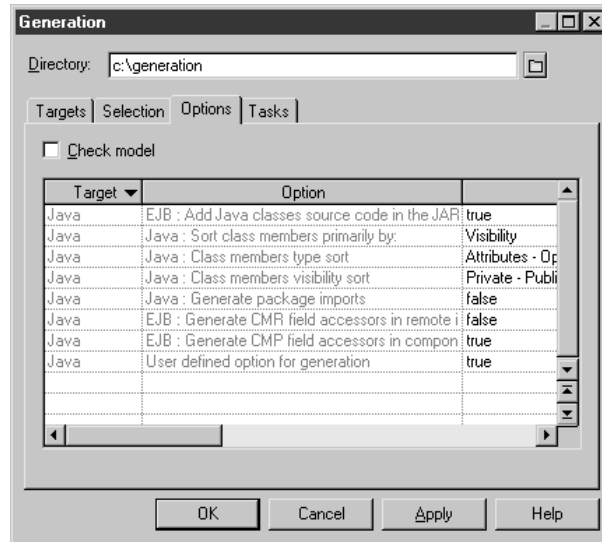 Generation
Directory: c:\generation
Targets Selection Options Tasks
Check model
Target Option
Java EJB : Add Java classes source code in the JAR true
Java Java : Sort class members primarily by: Visibility
Java Java : Class members type sort Attributes - Op
Java Java : Class members visibility sort Private - Publi
Java Java : Generate package imports false
Java EJB : Generate CMR field accessors in remote i false
Java EJB : Generate CMP field accessors in compon true
Java User defined option for generation true
OK Cancel Apply Help